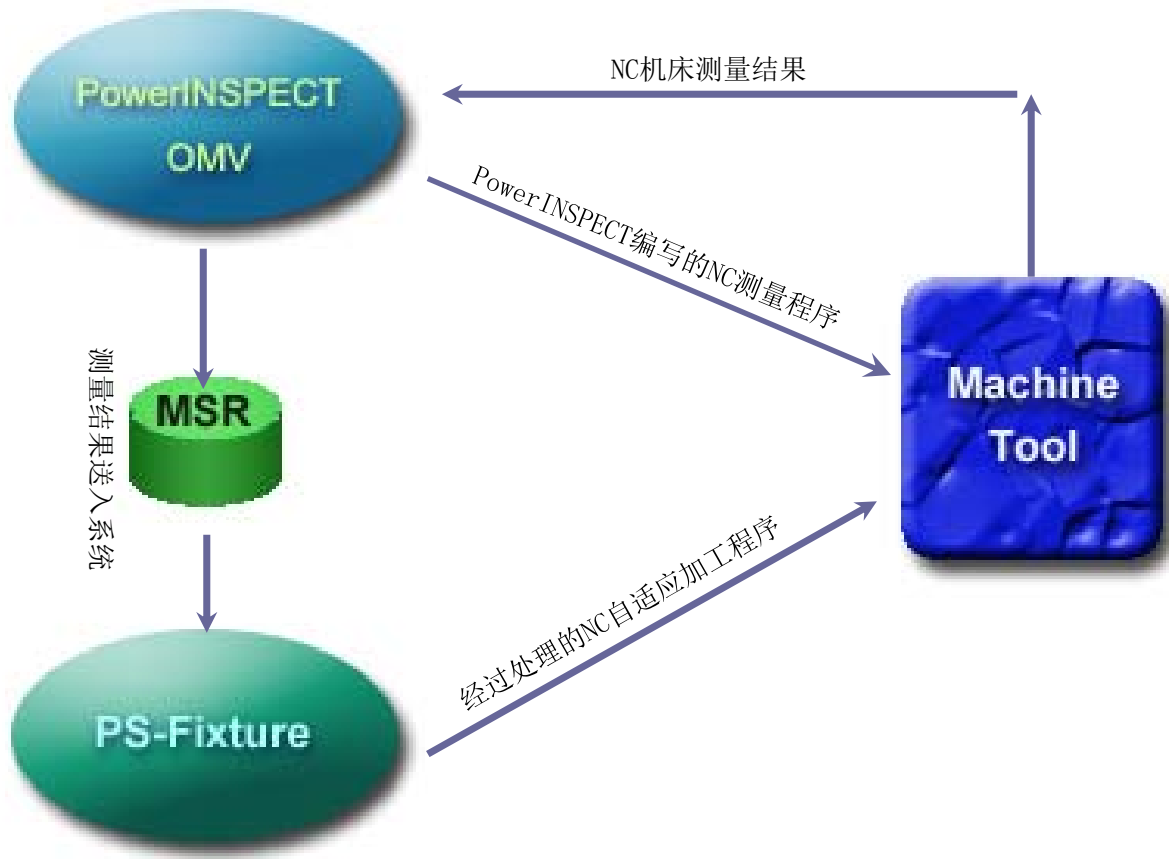 NC机床测量结果
PowerINSPECT
OMV
PowerINSPECT编写的NC测量程序
Machine
Tool
测量结果送入系统
MSR
经过处理的NC自适应加工程序
PS-Fixture